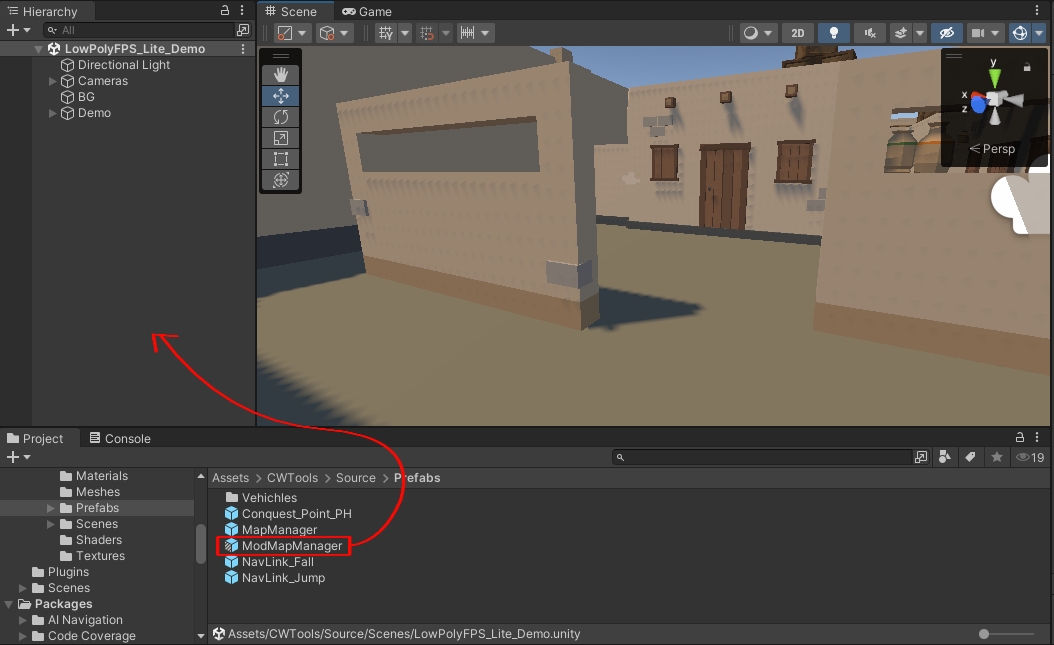 Hierarchy
All
LowPolyFPS_Lite_Demo
Directional Light
Cameras
BG
Demo
Scene
Game
2D
y
x
z
Persp
Project
Console
19
Materials
Meshes
Prefabs
Scenes
Shaders
Textures
Plugins
Scenes
Packages
AI Navigation
Code Coverage
Assets > CWTools > Source > Prefabs
Vehichles
Conquest_Point_PH
MapManager
ModMapManager
NavLink_Fall
NavLink_Jump
Assets/CWTools/Source/Scenes/LowPolyFPS_Lite_Demo.unity